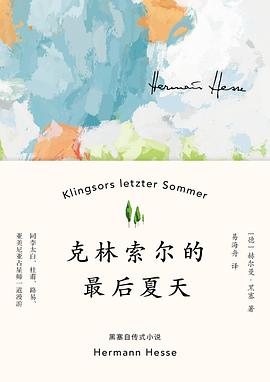 Hermann Hesse
Klingsors letzter Sommer
克林索尔的
最后夏天
[德] 赫尔曼·黑塞 著
易海舟 译
同李太白、杜甫、路易、
亚美尼亚占星师一道漫游
黑塞自传式小说
Hermann Hesse